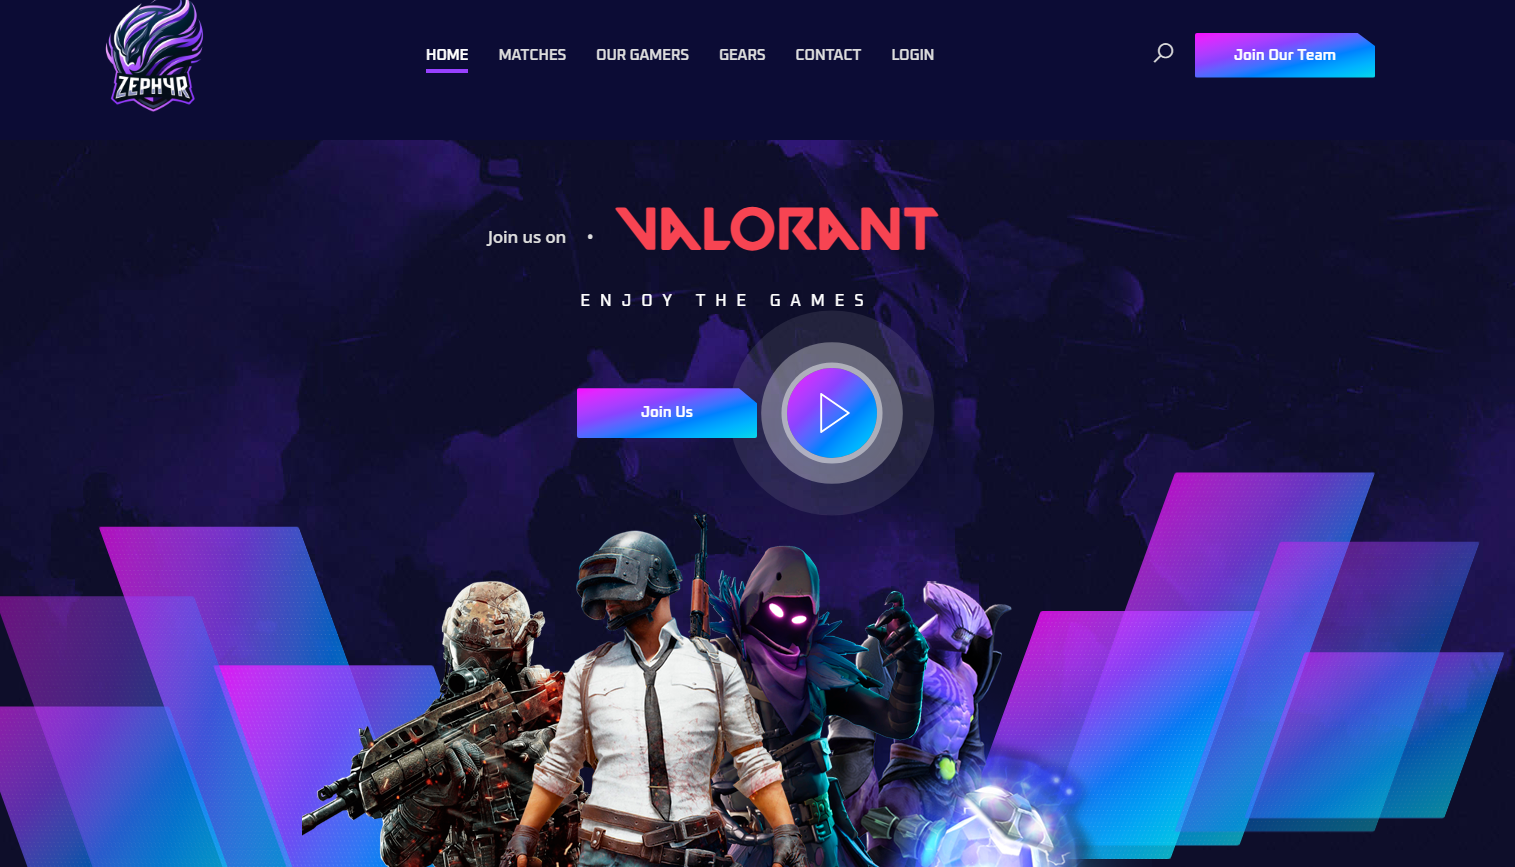 ZEPHYR
HOME MATCHES OUR GAMERS GEARS CONTACT LOGIN
Join Our Team
Join us on • VALORANT
ENJOY THE GAMES
Join Us